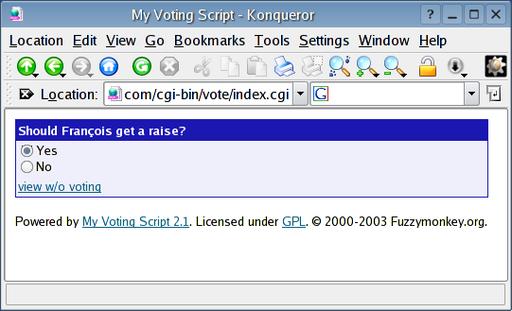 My Voting Script - Konqueror
Location Edit View Go Bookmarks Tools Settings Window Help
Location: com/cgi-bin/vote/index.cgi G
Should François get a raise?
Yes
No
view w/o voting
Powered by My Voting Script 2.1. Licensed under GPL. © 2000-2003 Fuzzymonkey.org.